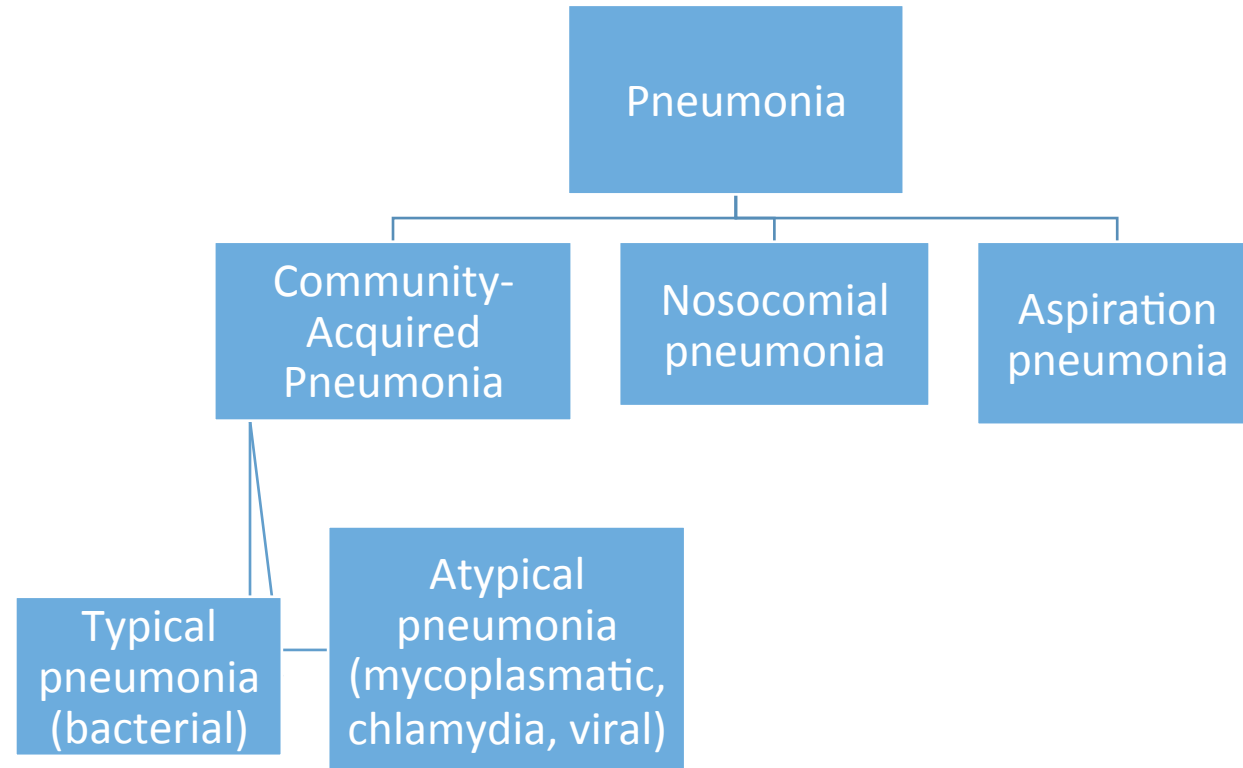 Pneumonia
Community-
Acquired
Pneumonia
Nosocomial
pneumonia
Aspiration
pneumonia
Typical
pneumonia
(bacterial)
Atypical
pneumonia
(mycoplasmatic,
chlamydia, viral)